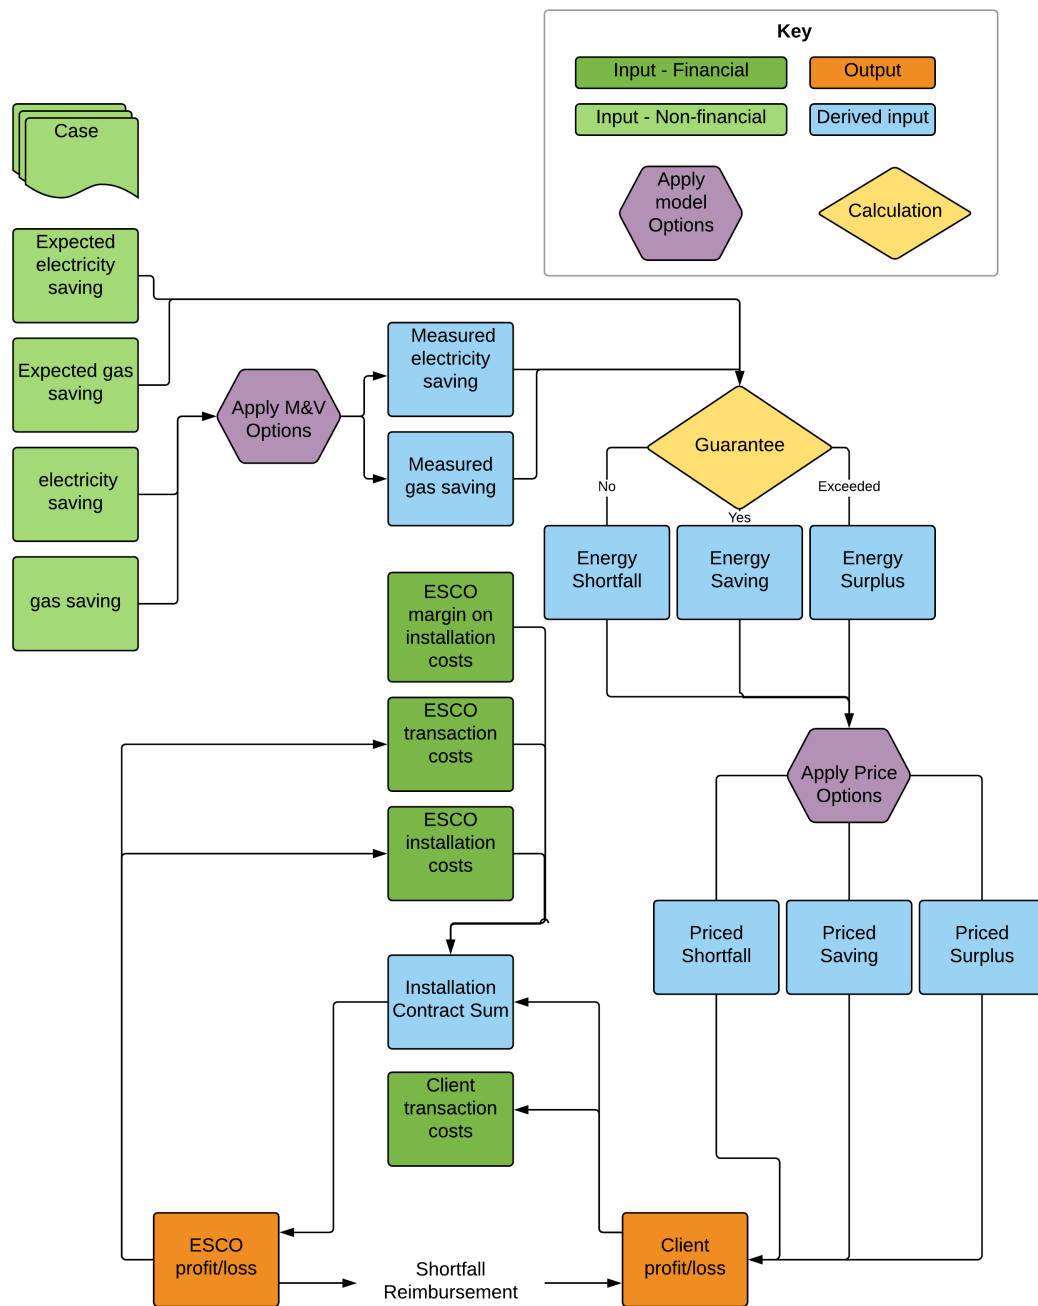 Key
Input - Financial
Output
Input - Non-financial
Derived input
Apply
model
Options
Calculation
Case
Expected
electricity
saving
Expected gas
saving
electricity
saving
gas saving
Apply M&V
Options
Measured
electricity
saving
Measured
gas saving
Guarantee
No
Yes
Exceeded
Energy
Shortfall
Energy
Saving
Energy
Surplus
ESCO
margin on
installation
costs
ESCO
transaction
costs
ESCO
installation
costs
Apply Price
Options
Priced
Shortfall
Priced
Saving
Priced
Surplus
Installation
Contract Sum
Client
transaction
costs
ESCO
profit/loss
Shortfall
Reimbursement
Client
profit/loss